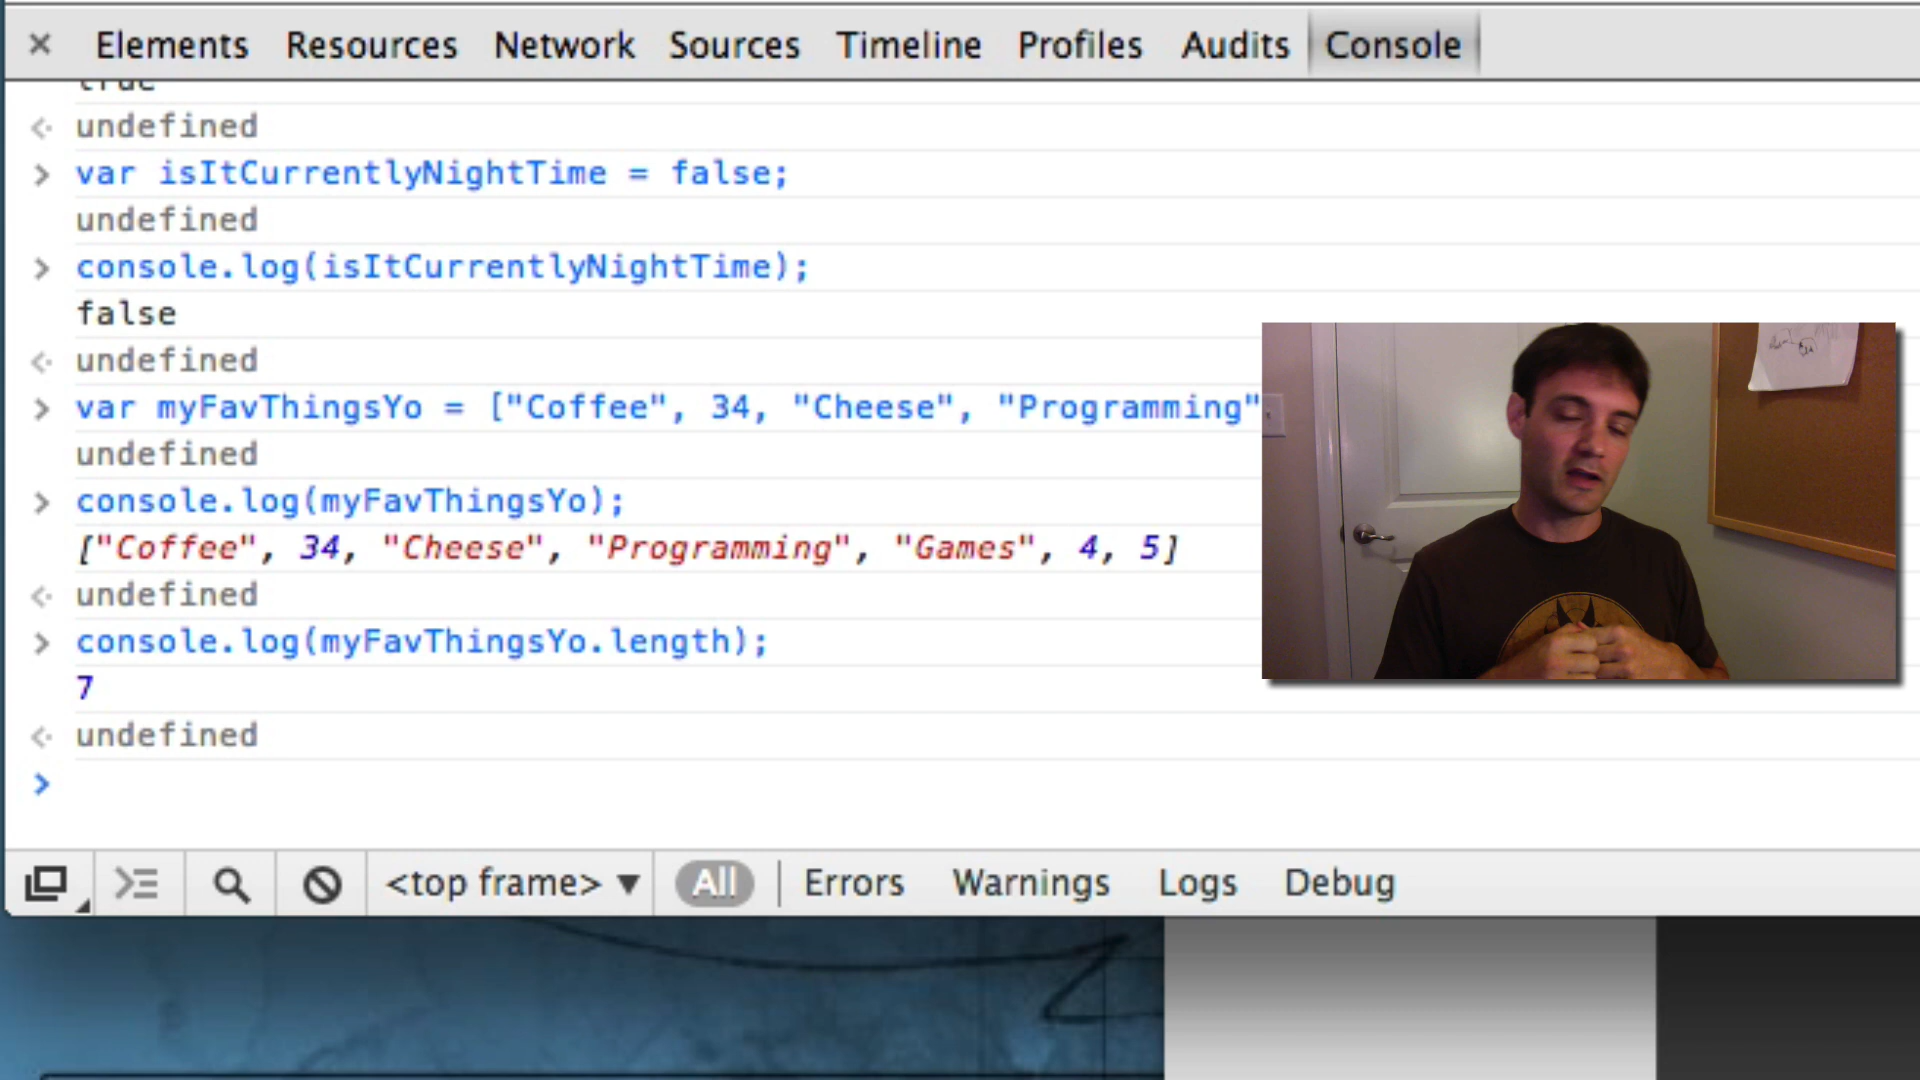 × Elements Resources Network Sources Timeline Profiles Audits Console
true
undefined
> var isItCurrentlyNightTime = false;
undefined
> console.log(isItCurrentlyNightTime);
false
undefined
> var myFavThingsYo = ["Coffee", 34, "Cheese", "Programming"
undefined
> console.log(myFavThingsYo);
["Coffee", 34, "Cheese", "Programming", "Games", 4, 5]
undefined
> console.log(myFavThingsYo.length);
7
undefined
>
<top frame> ▼ All Errors Warnings Logs Debug